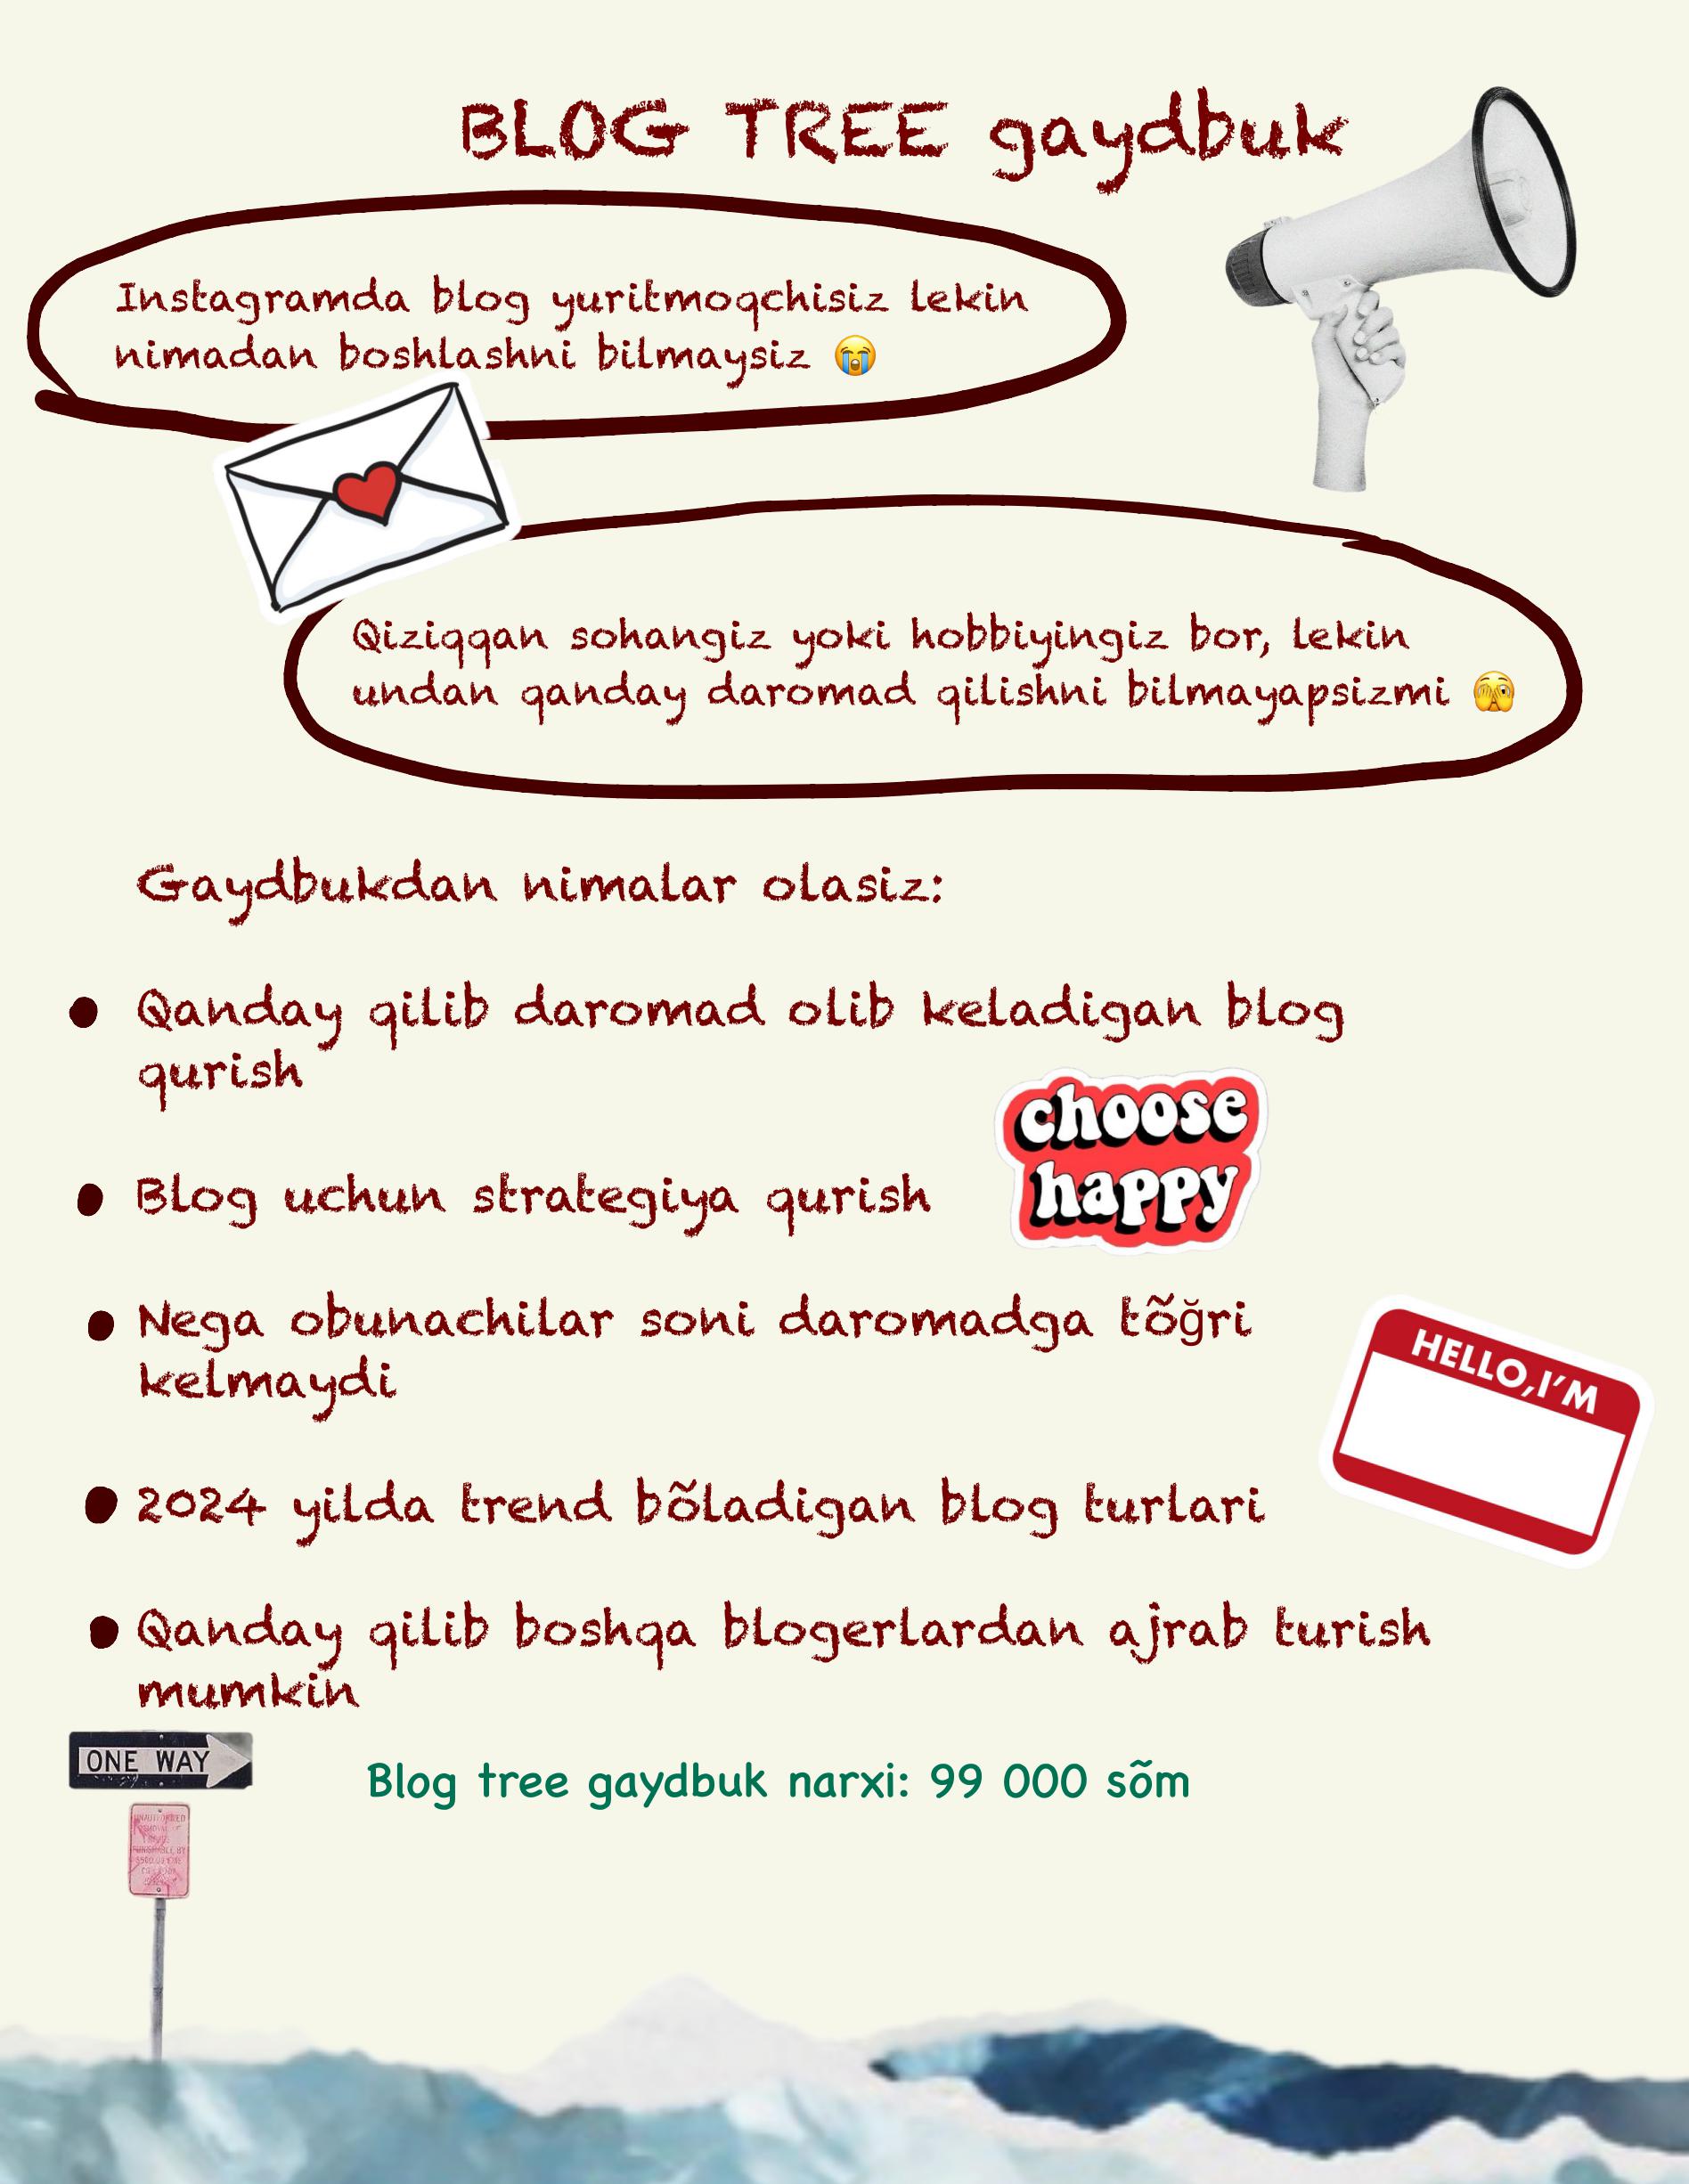 BLOG TREE gaydbuk
Instagramda blog yuritmoqchisiz lekin
nimadan boshlashni bilmaysiz 😭
Qiziqqan sohangiz yoki hobbiyingiz bor, lekin
undan qanday daromad qilishni bilmayapsizmi 🫣
Gaydbukdan nimalar olasiz:
Qanday qilib daromad olib keladigan blog
qurish
choose
happy
Blog uchun strategiya qurish
Nega obunachilar soni daromadga tõğri
kelmaydi
HELLO, I'M
2024 yilda trend bõladigan blog turlari
Qanday qilib boshqa blogerlardan ajrab turish
mumkin
ONE WAY
Blog tree gaydbuk narxi: 99 000 sõm